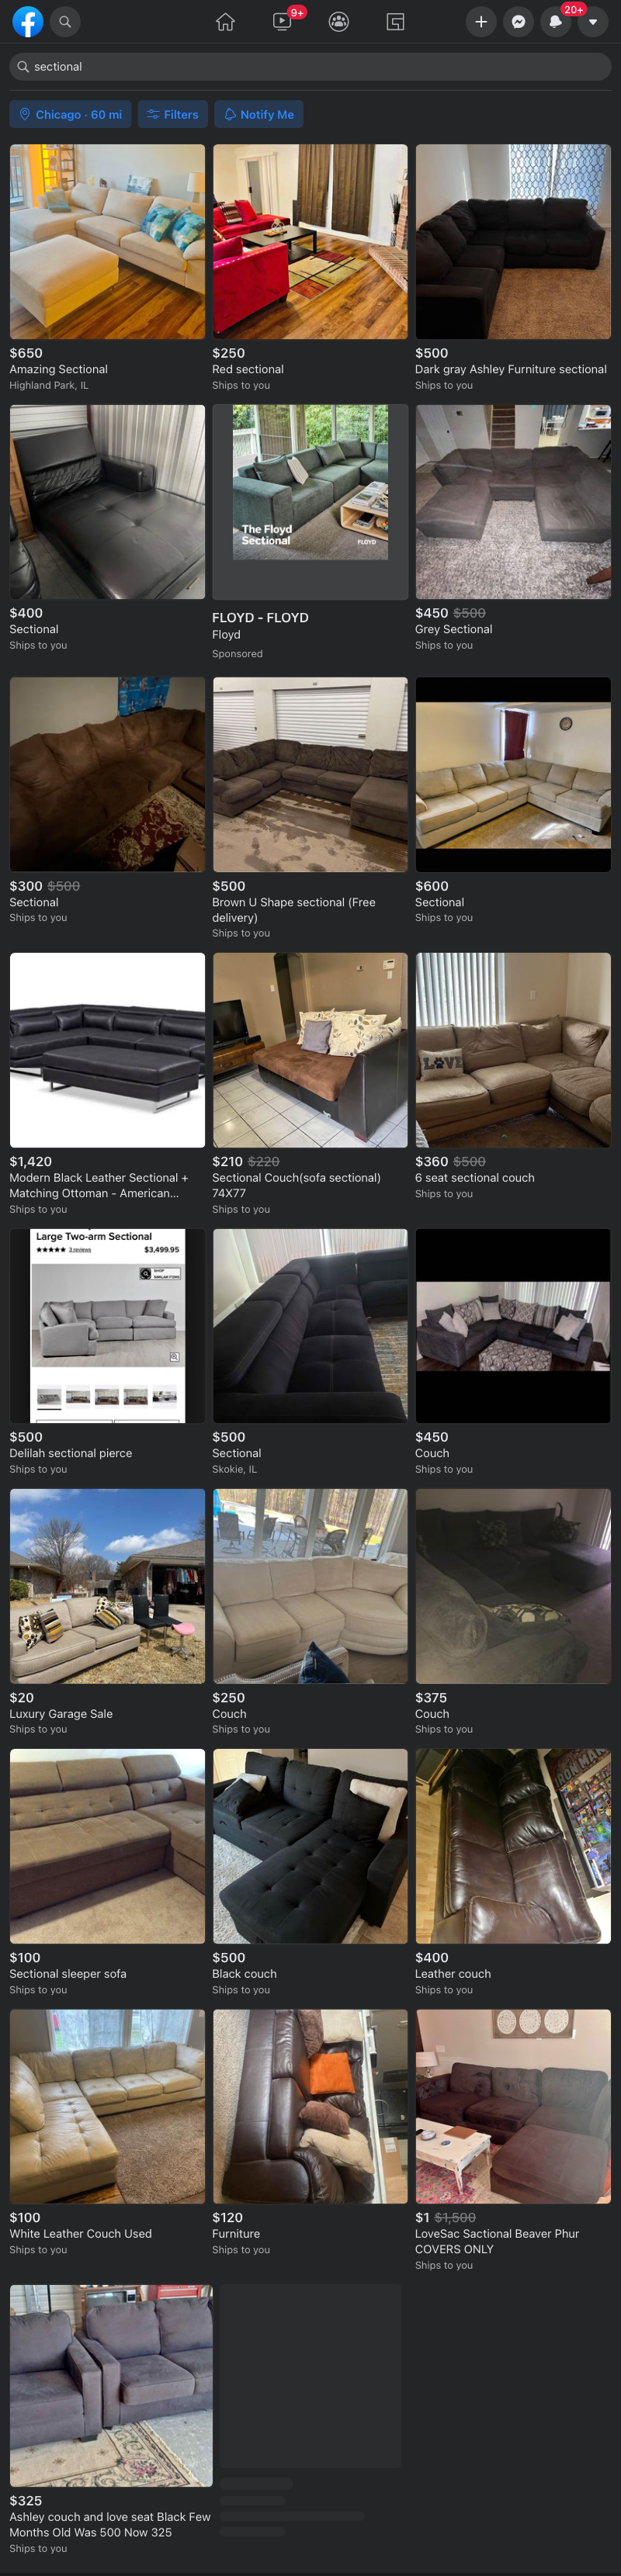 9+
20+
sectional
Chicago · 60 mi
Filters
Notify Me
$650
Amazing Sectional
Highland Park, IL
$250
Red sectional
Ships to you
$500
Dark gray Ashley Furniture sectional
Ships to you
$400
Sectional
Ships to you
The Floyd
Sectional
FLOYD
FLOYD - FLOYD
Floyd
Sponsored
$450 $500
Grey Sectional
Ships to you
$300 $500
Sectional
Ships to you
$500
Brown U Shape sectional (Free
delivery)
Ships to you
$600
Sectional
Ships to you
$1,420
Modern Black Leather Sectional +
Matching Ottoman - American...
Ships to you
$210 $220
Sectional Couch(sofa sectional)
74X77
Ships to you
LOVE
$360 $500
6 seat sectional couch
Ships to you
Large Two-arm Sectional
3 reviews
$3,499.95
SHOP
SIMILAR ITEMS
$500
Delilah sectional pierce
Ships to you
$500
Sectional
Skokie, IL
$450
Couch
Ships to you
$20
Luxury Garage Sale
Ships to you
$250
Couch
Ships to you
$375
Couch
Ships to you
$100
Sectional sleeper sofa
Ships to you
$500
Black couch
Ships to you
IRON MAN
$400
Leather couch
Ships to you
$100
White Leather Couch Used
Ships to you
$120
Furniture
Ships to you
$1 $1,500
LoveSac Sactional Beaver Phur
COVERS ONLY
Ships to you
$325
Ashley couch and love seat Black Few
Months Old Was 500 Now 325
Ships to you